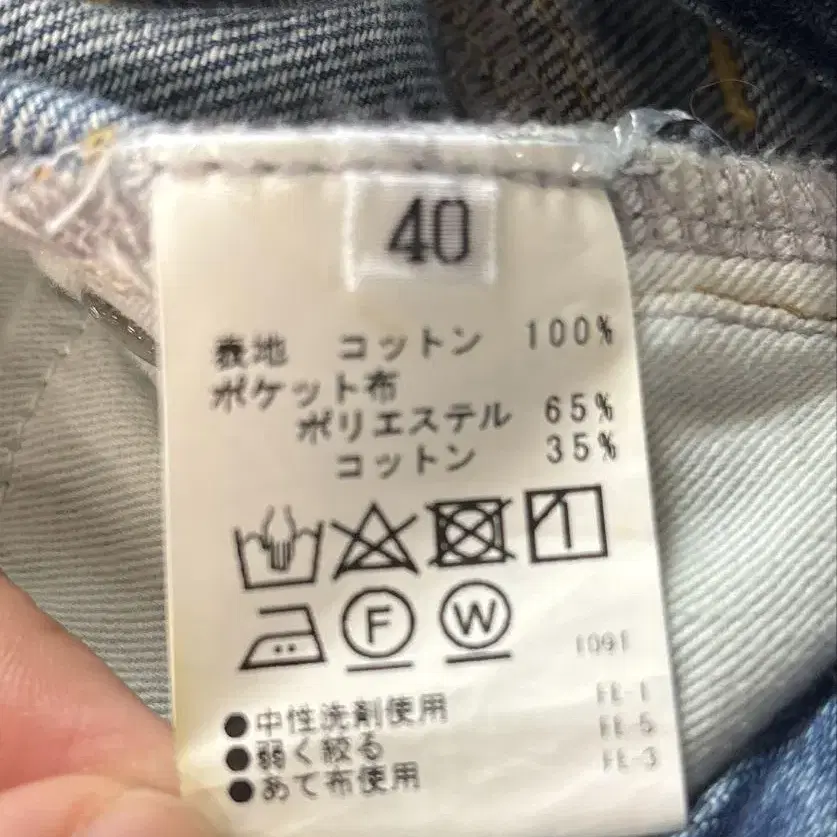 40
表地 コットン 100%
ポケット布
ポリエステル 65%
コットン 35%
F W
1091
●中性洗剤使用 FE-1
●弱く絞る FE-5
●あて布使用 FE-3